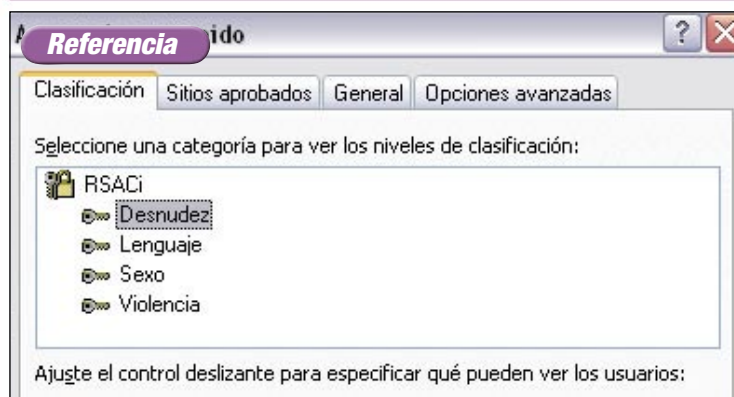 Referencia
Clasificación Sitios aprobados General Opciones avanzadas
Seleccione una categoría para ver los niveles de clasificación:
RSACi
Desnudez
Lenguaje
Sexo
Violencia
Ajuste el control deslizante para especificar qué pueden ver los usuarios: